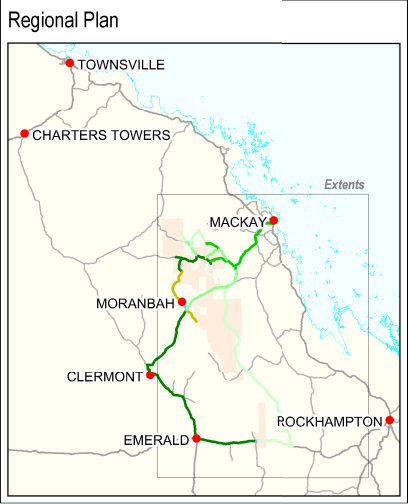 Regional Plan
TOWNSVILLE
CHARTERS TOWERS
Extents
MACKAY
MORANBAH
CLERMONT
ROCKHAMPTON
EMERALD